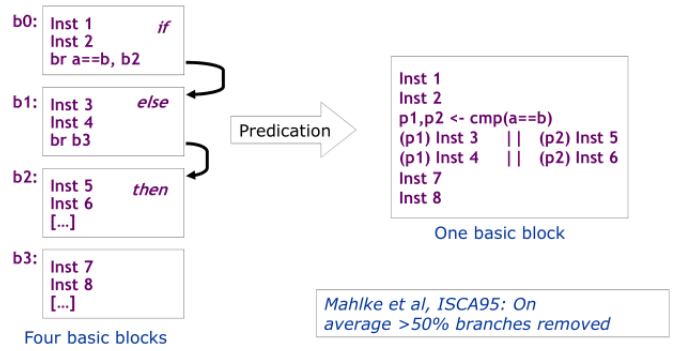 b0: Inst 1 if
Inst 2
br a==b, b2
b1: Inst 3 else
Inst 4
br b3
b2: Inst 5 then
Inst 6
[...]
b3: Inst 7
Inst 8
[...]
Four basic blocks
Predication
Inst 1
Inst 2
p1,p2 <- cmp(a==b)
(p1) Inst 3 || (p2) Inst 5
(p1) Inst 4 || (p2) Inst 6
Inst 7
Inst 8
One basic block
Mahlke et al, ISCA95: On
average >50% branches removed